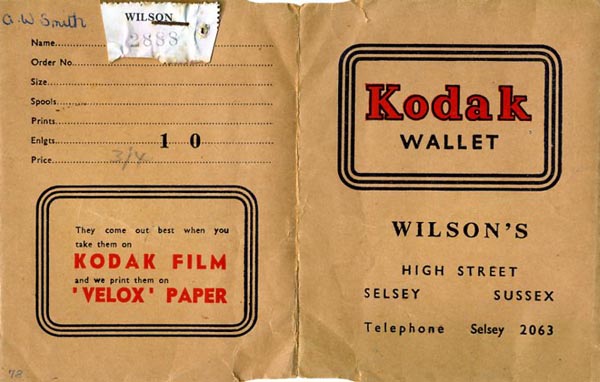 A.W Smith
WILSON
2888
Name
Order No.
Size
Spools
Prints
Enlgts. 10
Price 3/4
They come out best when you
take them on
KODAK FILM
and we print them on
'VELOX' PAPER
78
Kodak
WALLET
WILSON'S
HIGH STREET
SELSEY SUSSEX
Telephone Selsey 2063